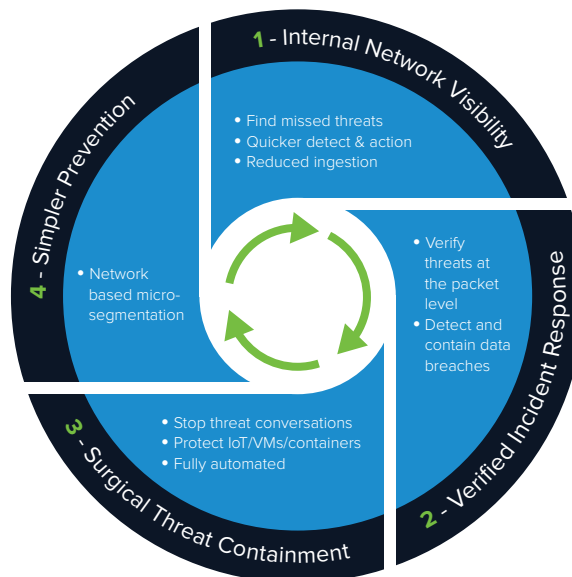 1 - Internal Network Visibility
• Find missed threats
• Quicker detect & action
• Reduced ingestion
2 - Verified Incident Response
• Verify
threats at
the packet
level
• Detect and
contain data
breaches
3 - Surgical Threat Containment
• Stop threat conversations
• Protect IoT/VMs/containers
• Fully automated
4 - Simpler Prevention
• Network
based micro-
segmentation